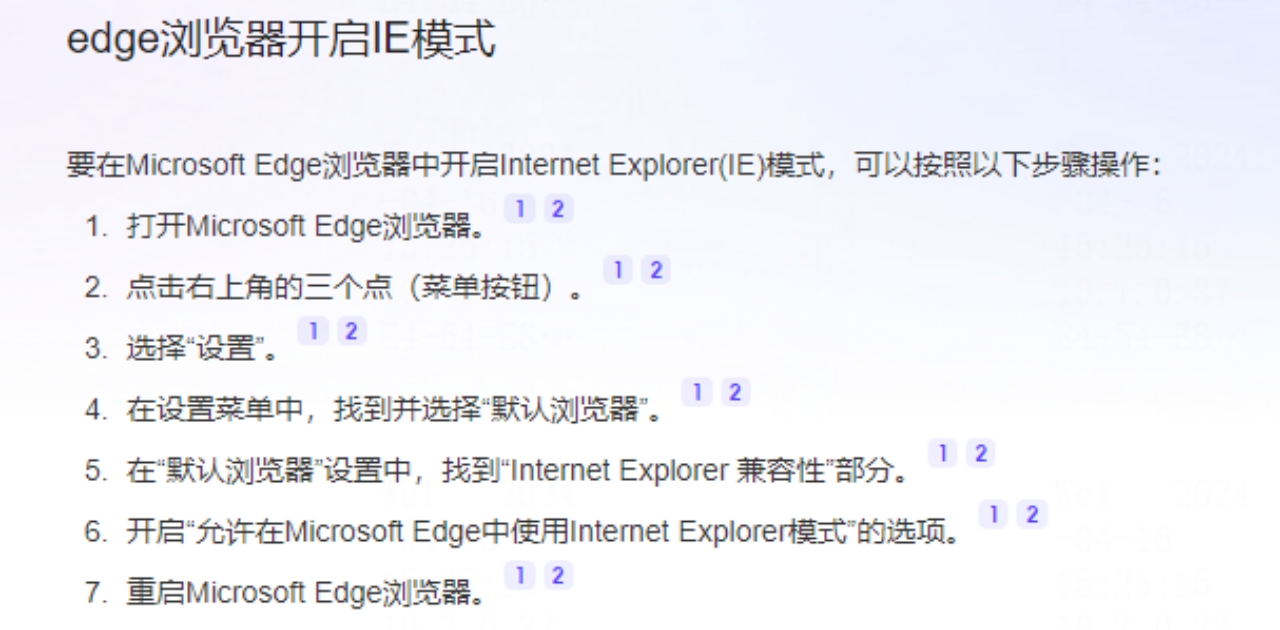 edge浏览器开启IE模式
要在Microsoft Edge浏览器中开启Internet Explorer(IE)模式，可以按照以下步骤操作：
1. 打开Microsoft Edge浏览器。 1 2
2. 点击右上角的三个点（菜单按钮）。 1 2
3. 选择“设置”。 1 2
4. 在设置菜单中，找到并选择“默认浏览器”。 1 2
5. 在“默认浏览器”设置中，找到“Internet Explorer 兼容性”部分。 1 2
6. 开启“允许在Microsoft Edge中使用Internet Explorer模式”的选项。 1 2
7. 重启Microsoft Edge浏览器。 1 2